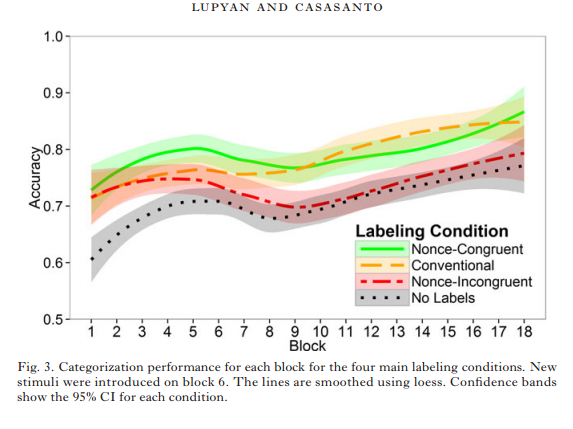 LUPYAN AND CASASANTO
1.0
0.9
0.8
0.7
0.6
0.5
Accuracy
Labeling Condition
Nonce-Congruent
Conventional
Nonce-Incongruent
No Labels
1 2 3 4 5 6 7 8 9 10 11 12 13 14 15 16 17 18
Block
Fig. 3. Categorization performance for each block for the four main labeling conditions. New
stimuli were introduced on block 6. The lines are smoothed using loess. Confidence bands
show the 95% CI for each condition.